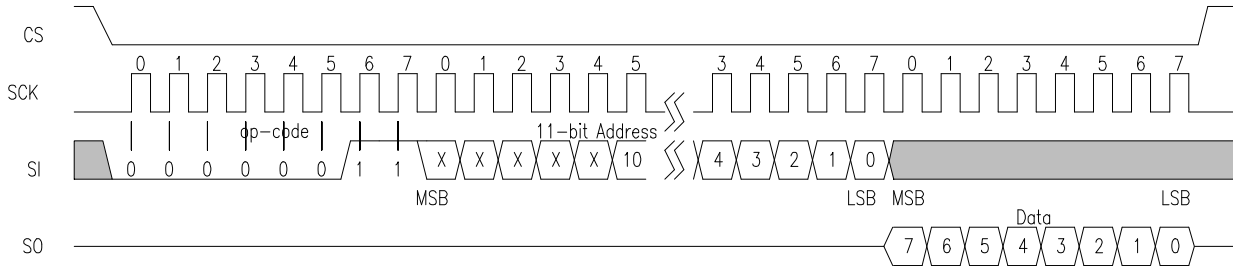 CS
0 1 2 3 4 5 6 7 0 1 2 3 4 5 3 4 5 6 7 0 1 2 3 4 5 6 7
SCK
op-code 11-bit Address
SI 0 0 0 0 0 0 1 1 X X X X X 10 4 3 2 1 0
MSB LSB MSB LSB
Data
SO 7 6 5 4 3 2 1 0